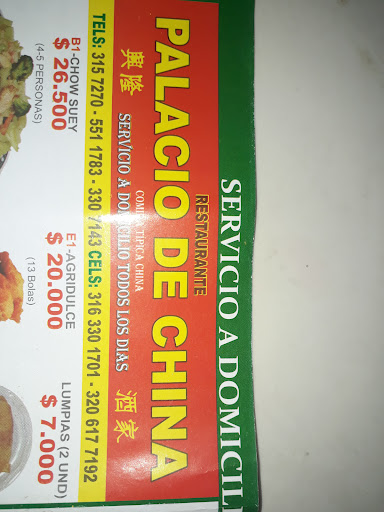 SERVICIO A DOMICIL
RESTAURANTE
PALACIO DE CHINA
COMIDA TIPICA CHINA
興隆 SERVICIO A DOMICILIO TODOS LOS DIAS 酒家
TELS: 315 7270 - 551 1783 - 330 7143 CELS: 316 330 1701 - 320 617 7192
B1-CHOW SUEY
$ 26.500
(4-5 PERSONAS)
E1-AGRIDULCE
$ 20.000
(13 Bolas)
LUMPIAS (2 UND)
$ 7.000